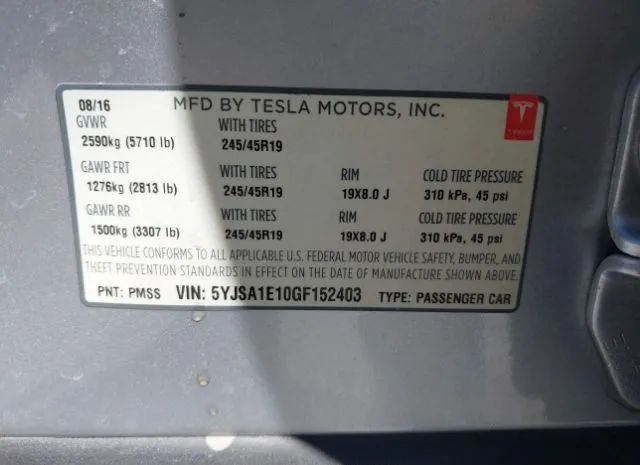 08/16 MFD BY TESLA MOTORS, INC.
GVWR WITH TIRES
2590kg (5710 lb) 245/45R19
GAWR FRT WITH TIRES RIM COLD TIRE PRESSURE
1276kg (2813 lb) 245/45R19 19X8.0 J 310 kPa, 45 psi
GAWR RR WITH TIRES RIM COLD TIRE PRESSURE
1500kg (3307 lb) 245/45R19 19X8.0 J 310 kPa, 45 psi
THIS VEHICLE CONFORMS TO ALL APPLICABLE U.S. FEDERAL MOTOR VEHICLE SAFETY, BUMPER, AND
THEFT PREVENTION STANDARDS IN EFFECT ON THE DATE OF MANUFACTURE SHOWN ABOVE.
PNT: PMSS VIN: 5YJSA1E10GF152403 TYPE: PASSENGER CAR
TESLA